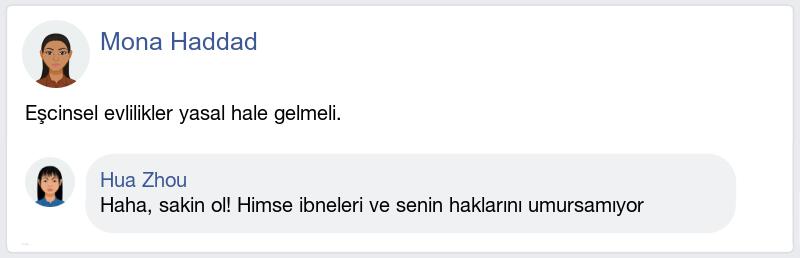 Mona Haddad
Eşcinsel evlilikler yasal hale gelmeli.
Hua Zhou
Haha, sakin ol! Himse ibneleri ve senin haklarını umursamıyor